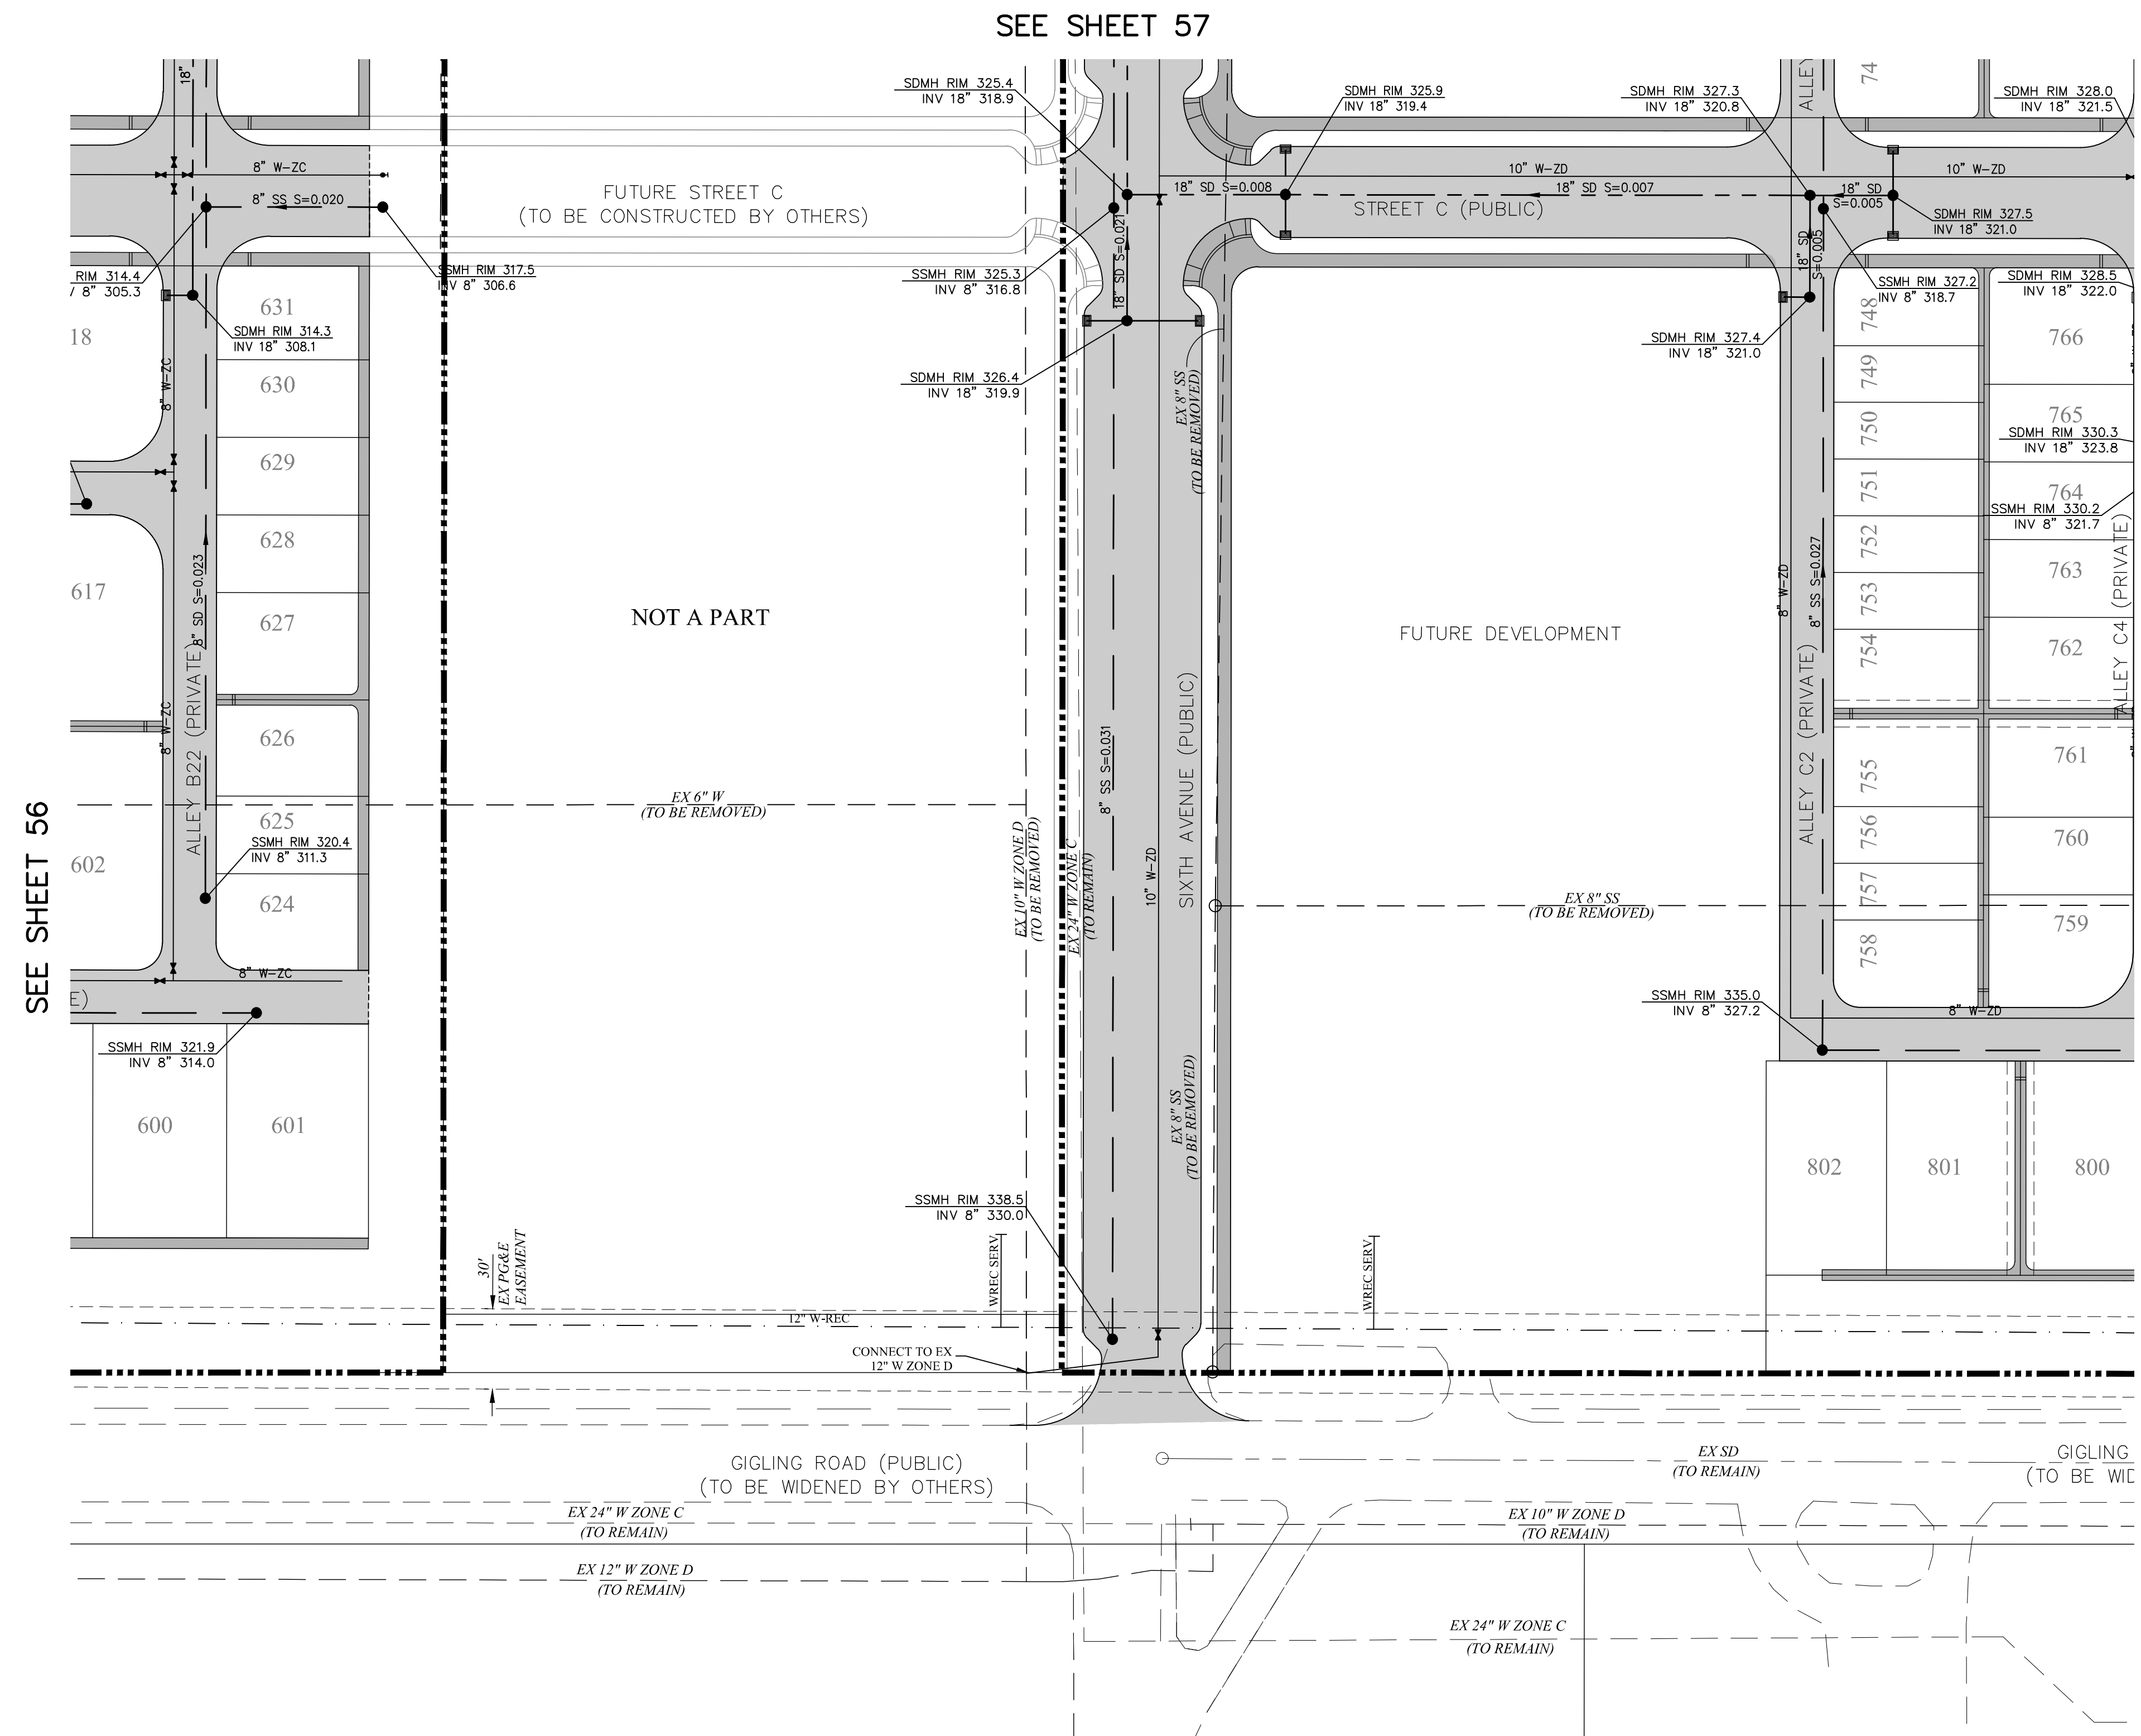 SEE SHEET 57
SEE SHEET 56
18"
SDMH RIM 325.4
INV 18" 318.9
SDMH RIM 325.9
INV 18" 319.4
SDMH RIM 327.3
INV 18" 320.8
ALLEY
74
SDMH RIM 328.0
INV 18" 321.5
8" W-ZC
8" SS S=0.020
FUTURE STREET C
(TO BE CONSTRUCTED BY OTHERS)
18" SD S=0.008
10" W-ZD
18" SD S=0.007
STREET C (PUBLIC)
18" SD
S=0.005
10" W-ZD
SDMH RIM 327.5
INV 18" 321.0
RIM 314.4
8" 305.3
SSMH RIM 317.5
INV 8" 306.6
SSMH RIM 325.3
INV 8" 316.8
18" SD S=0.021
18" SD
S=0.005
SSMH RIM 327.2
INV 8" 318.7
SDMH RIM 328.5
INV 18" 322.0
18
631
SDMH RIM 314.3
INV 18" 308.1
SDMH RIM 326.4
INV 18" 319.9
SDMH RIM 327.4
INV 18" 321.0
748
766
630
8" W-ZC
EX 8" SS
(TO BE REMOVED)
749
765
SDMH RIM 330.3
INV 18" 323.8
629
750
751
764
SSMH RIM 330.2
INV 8" 321.7
628
752
763
617
627
8" SD S=0.023
NOT A PART
FUTURE DEVELOPMENT
8" W-ZD
8" SS S=0.027
753
754
762
ALLEY C4 (PRIVATE)
ALLEY B22 (PRIVATE)
8" W-ZC
626
8" SS S=0.031
SIXTH AVENUE (PUBLIC)
ALLEY C2 (PRIVATE)
755
761
EX 6" W
(TO BE REMOVED)
625
SSMH RIM 320.4
INV 8" 311.3
602
624
EX 10" W ZONE D
(TO BE REMOVED)
EX 24" W ZONE C
(TO REMAIN)
10" W-ZD
EX 8" SS
(TO BE REMOVED)
756
760
757
759
758
8" W-ZC
E)
SSMH RIM 335.0
INV 8" 327.2
8" W-ZD
SSMH RIM 321.9
INV 8" 314.0
600
601
EX 8" SS
(TO BE REMOVED)
802
801
800
SSMH RIM 338.5
INV 8" 330.0
30'
EX PG&E
EASEMENT
WREC SERV
WREC SERV
12" W-REC
CONNECT TO EX
12" W ZONE D
GIGLING ROAD (PUBLIC)
(TO BE WIDENED BY OTHERS)
EX SD
(TO REMAIN)
GIGLING
(TO BE WID
EX 24" W ZONE C
(TO REMAIN)
EX 10" W ZONE D
(TO REMAIN)
EX 12" W ZONE D
(TO REMAIN)
EX 24" W ZONE C
(TO REMAIN)